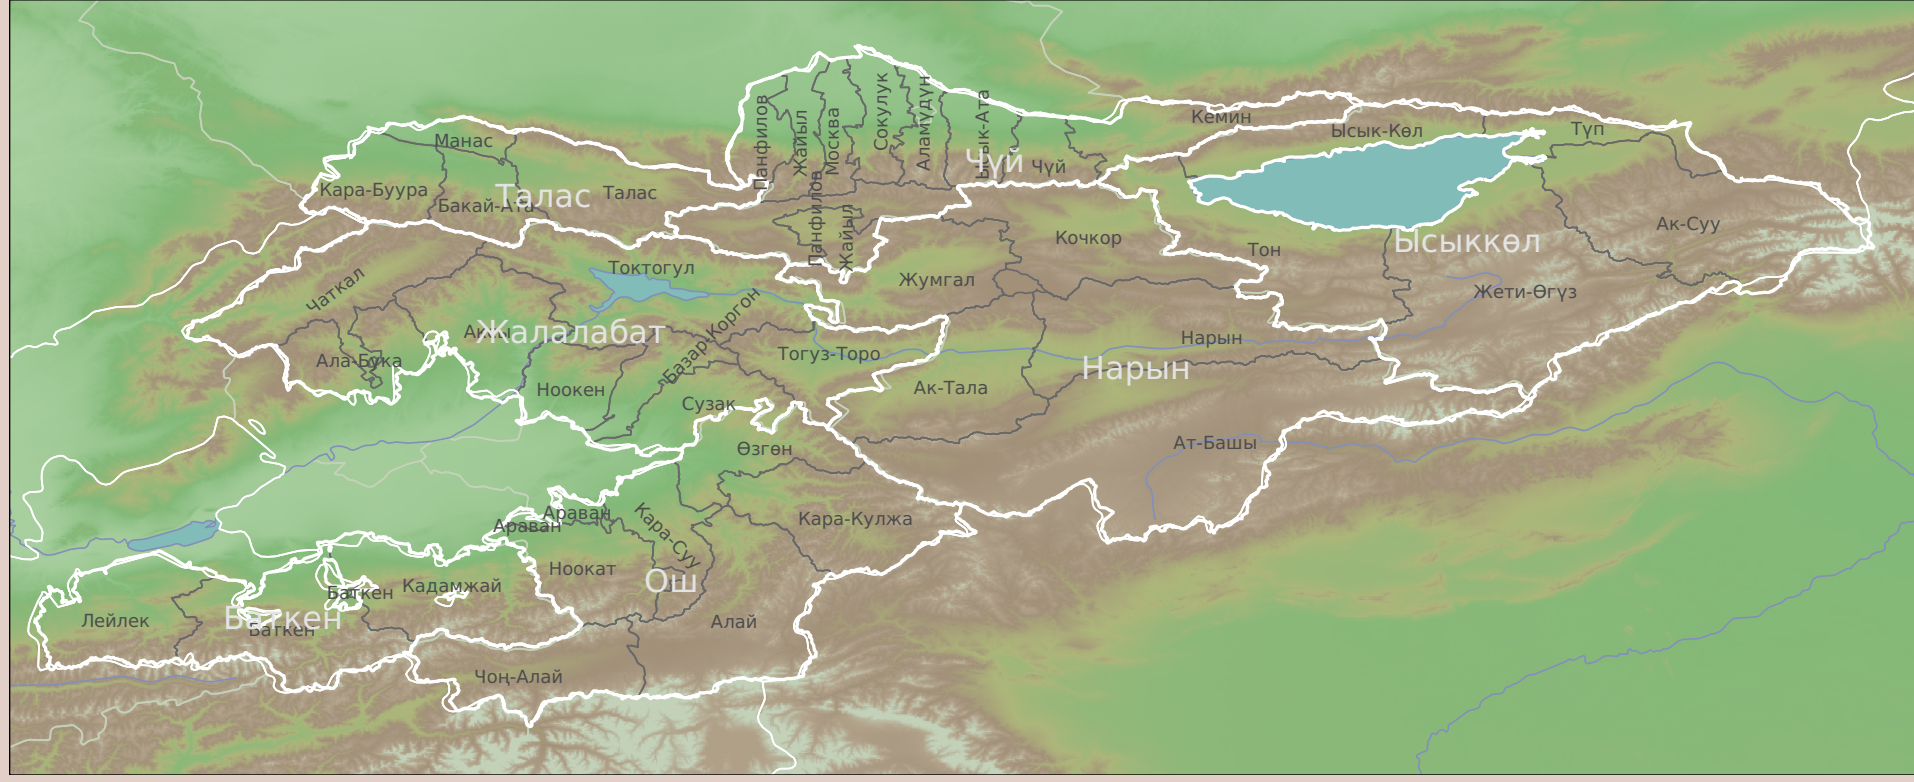 Кемин
Ысык-Көл
Түп
Панфилов
Жайыл
Москва
Сокулук
Аламүдүн
Ысык-Ата
Чүй
Чүй
Манас
Кара-Буура
Талас
Талас
Бакай-Ата
Панфилов
Жайыл
Кочкор
Тон
Ысыккөл
Ак-Суу
Токтогул
Жумгал
Жети-Өгүз
Чаткал
Жалалабат
Базар-Коргон
Нарын
Ала-Бука
Тогуз-Торо
Нарын
Ноокен
Ак-Тала
Сузак
Өзгөн
Ат-Башы
Араван
Араван
Кара-Суу
Кара-Кулжа
Ноокат
Ош
Кадамжай
Баткен
Лейлек
Баткен
Баткен
Алай
Чоң-Алай